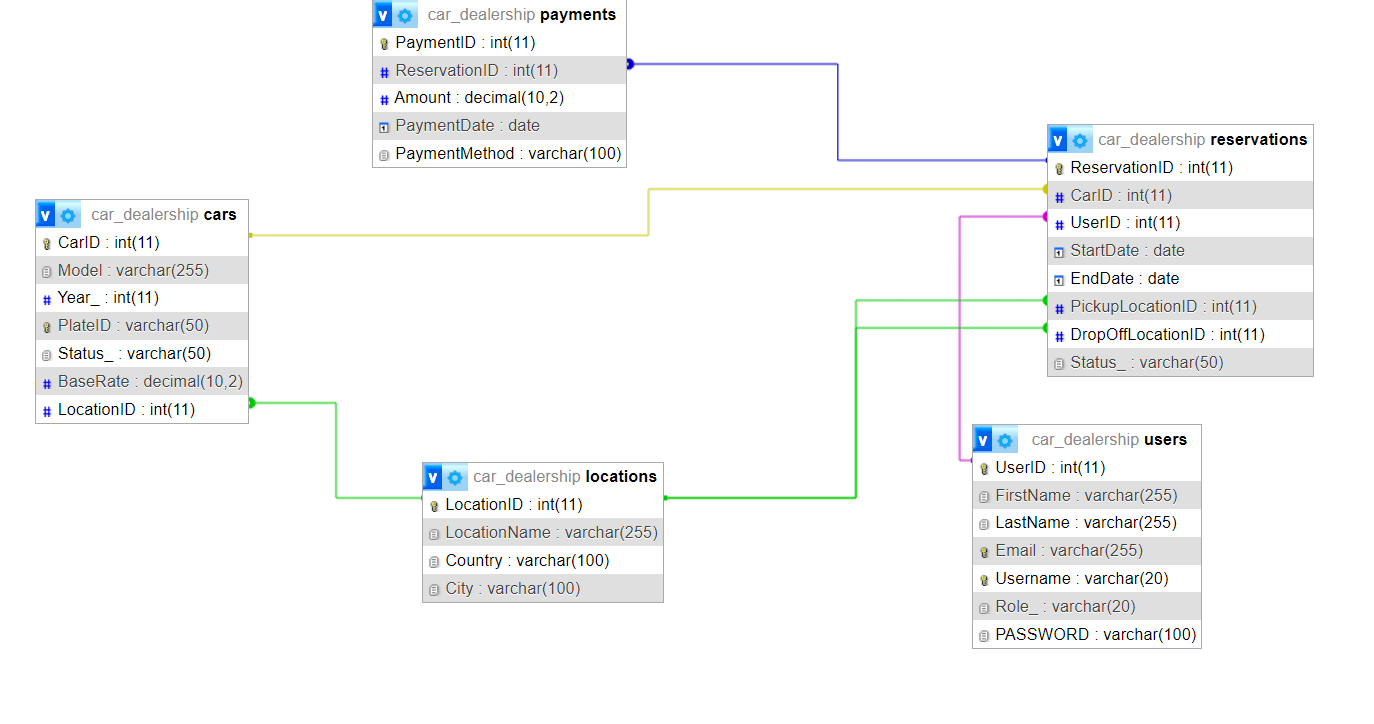 v car_dealership payments
PaymentID : int(11)
# ReservationID : int(11)
# Amount : decimal(10,2)
PaymentDate : date
PaymentMethod : varchar(100)
v car_dealership reservations
ReservationID : int(11)
# CarID : int(11)
# UserID : int(11)
StartDate : date
EndDate : date
# PickupLocationID : int(11)
# DropOffLocationID : int(11)
Status_ : varchar(50)
v car_dealership cars
CarID : int(11)
Model : varchar(255)
# Year_ : int(11)
PlateID : varchar(50)
Status_ : varchar(50)
# BaseRate : decimal(10,2)
# LocationID : int(11)
v car_dealership locations
LocationID : int(11)
LocationName : varchar(255)
Country : varchar(100)
City : varchar(100)
v car_dealership users
UserID : int(11)
FirstName : varchar(255)
LastName : varchar(255)
Email : varchar(255)
Username : varchar(20)
Role_ : varchar(20)
PASSWORD : varchar(100)